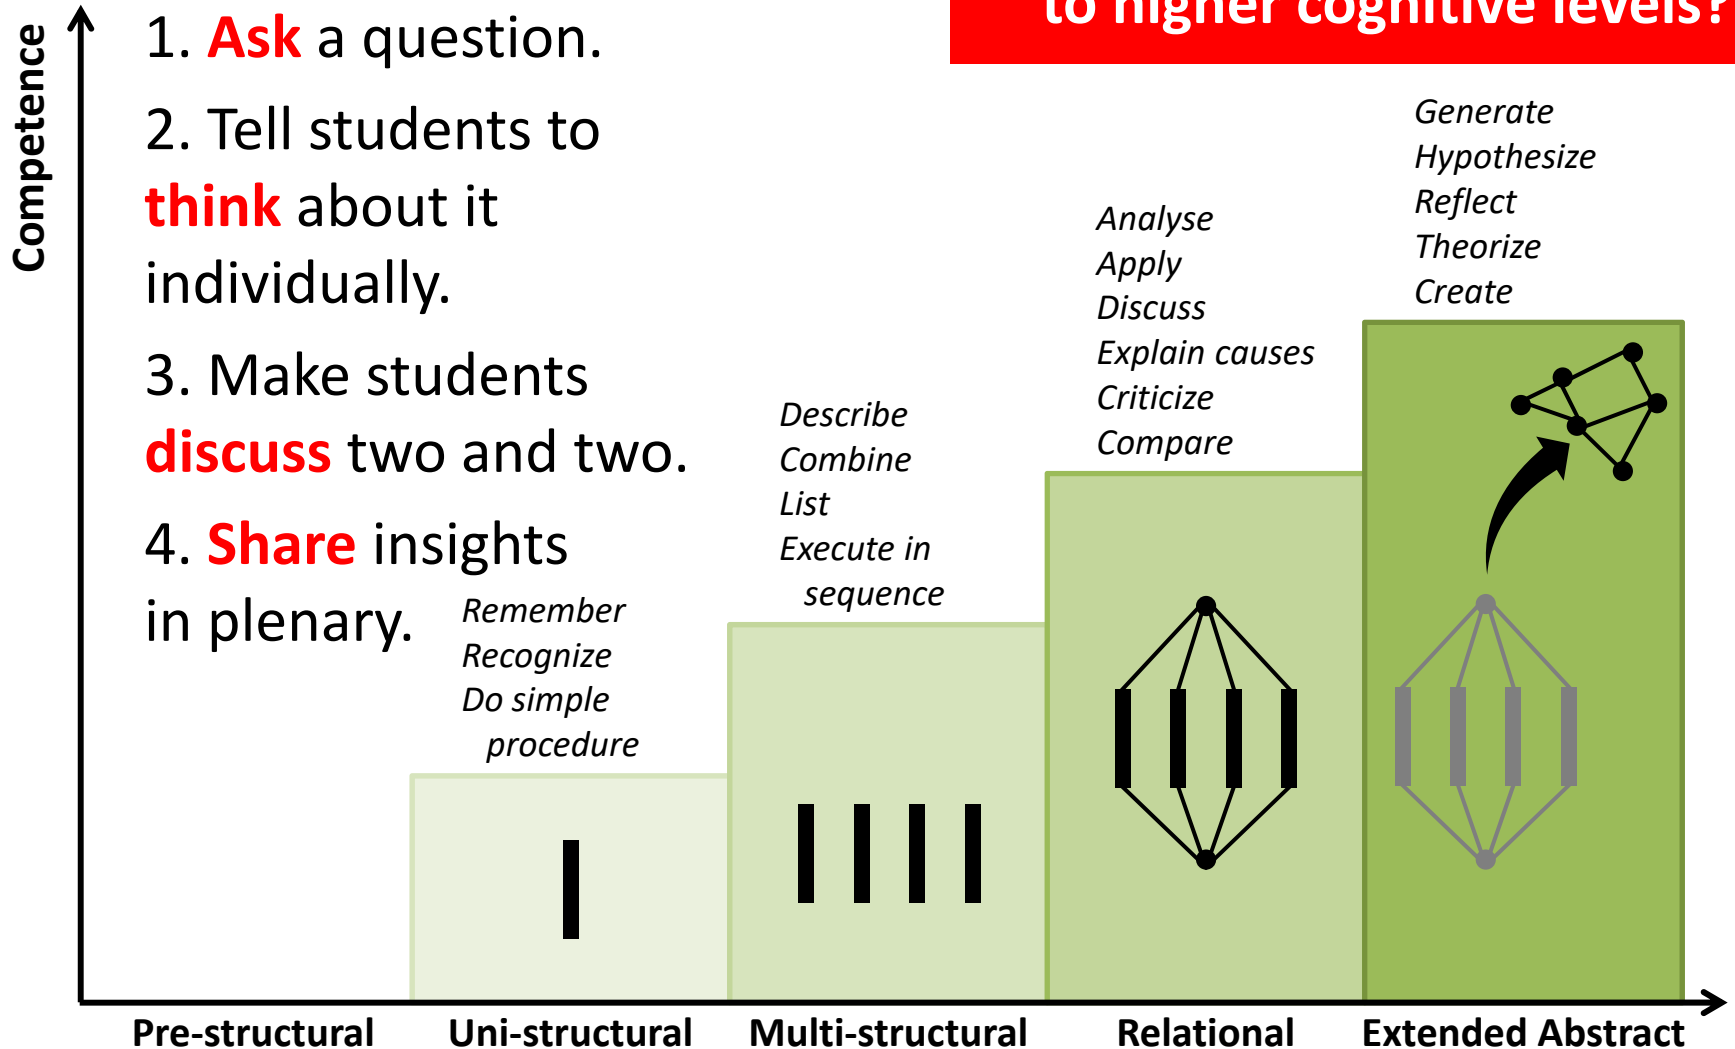 to higher cognitive levels?
Competence
1. Ask a question.
2. Tell students to
think about it
individually.
3. Make students
discuss two and two.
4. Share insights
in plenary.
Remember
Recognize
Do simple
procedure
Describe
Combine
List
Execute in
sequence
Analyse
Apply
Discuss
Explain causes
Criticize
Compare
Generate
Hypothesize
Reflect
Theorize
Create
Pre-structural
Uni-structural
Multi-structural
Relational
Extended Abstract